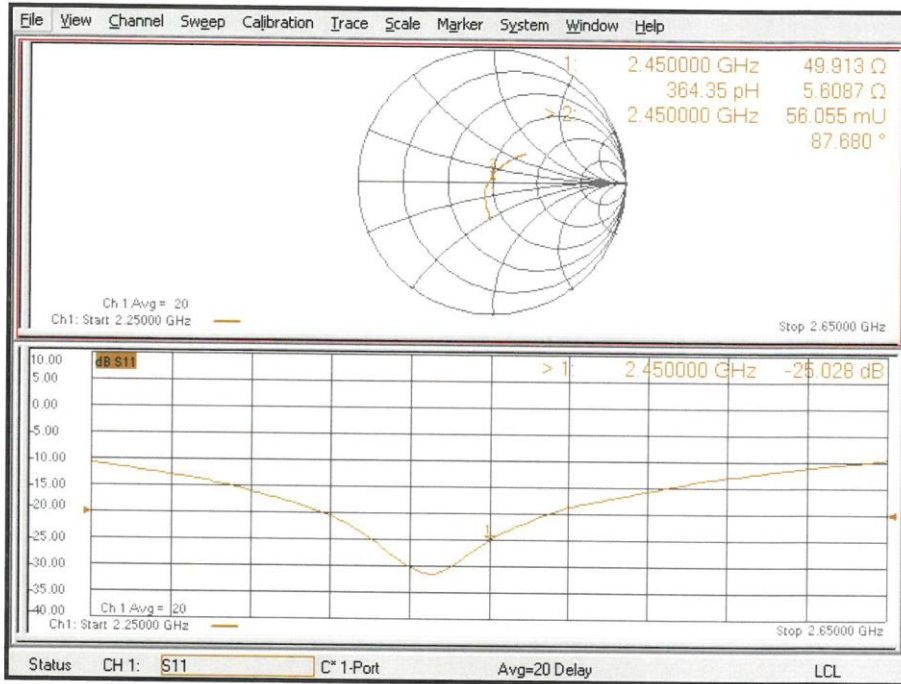 File View Channel Sweep Calibration Trace Scale Marker System Window Help
1: 2.450000 GHz 49.913 Ω
364.35 pH 5.6087 Ω
> 2: 2.450000 GHz 56.055 mU
87.680 °
Ch 1 Avg = 20
Ch1: Start 2.25000 GHz
Stop 2.65000 GHz
10.00
dB S11
> 1: 2.450000 GHz -25.028 dB
5.00
0.00
-5.00
-10.00
-15.00
-20.00
-25.00
1
-30.00
-35.00
-40.00
Ch 1 Avg = 20
Ch1: Start 2.25000 GHz
Stop 2.65000 GHz
Status CH 1: S11 C* 1-Port Avg=20 Delay LCL